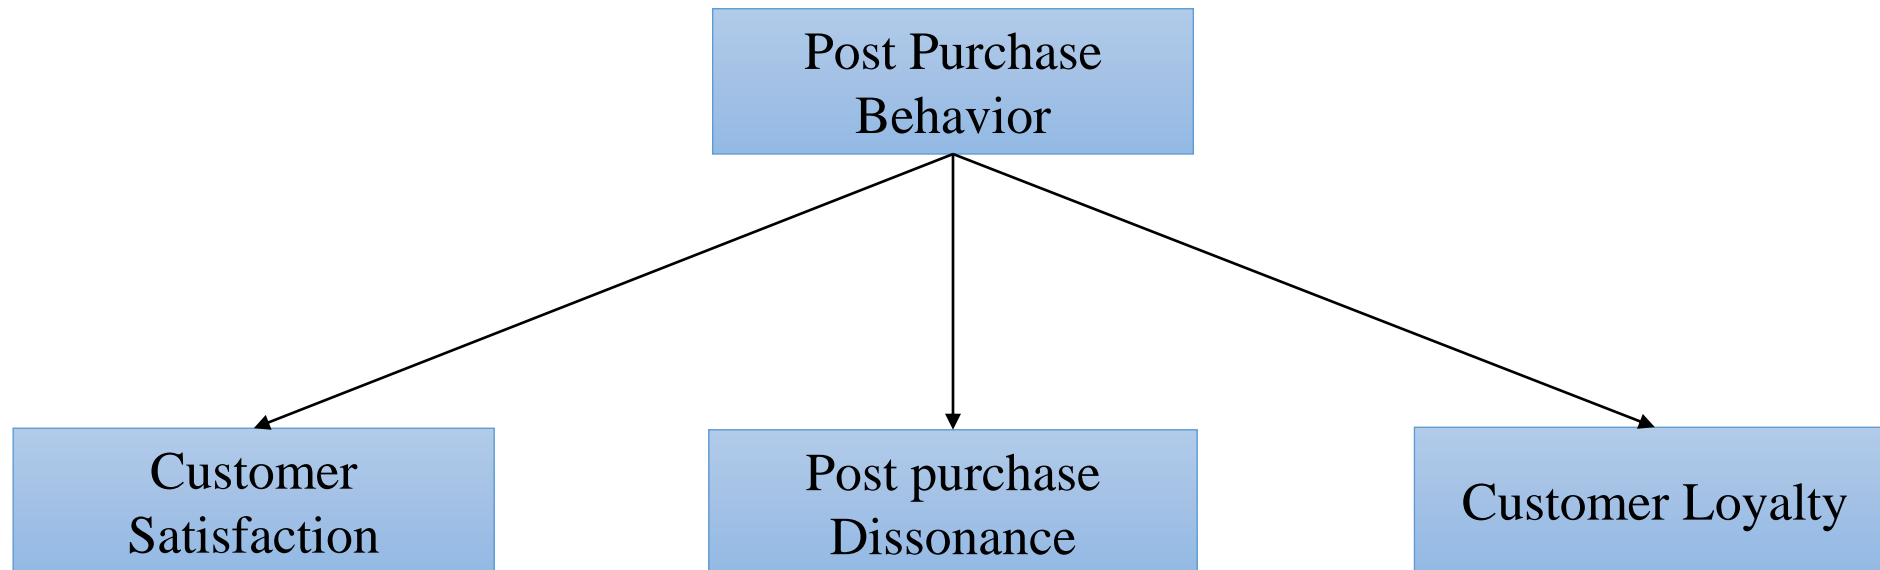 Post Purchase
Behavior
Customer
Satisfaction
Post purchase
Dissonance
Customer Loyalty